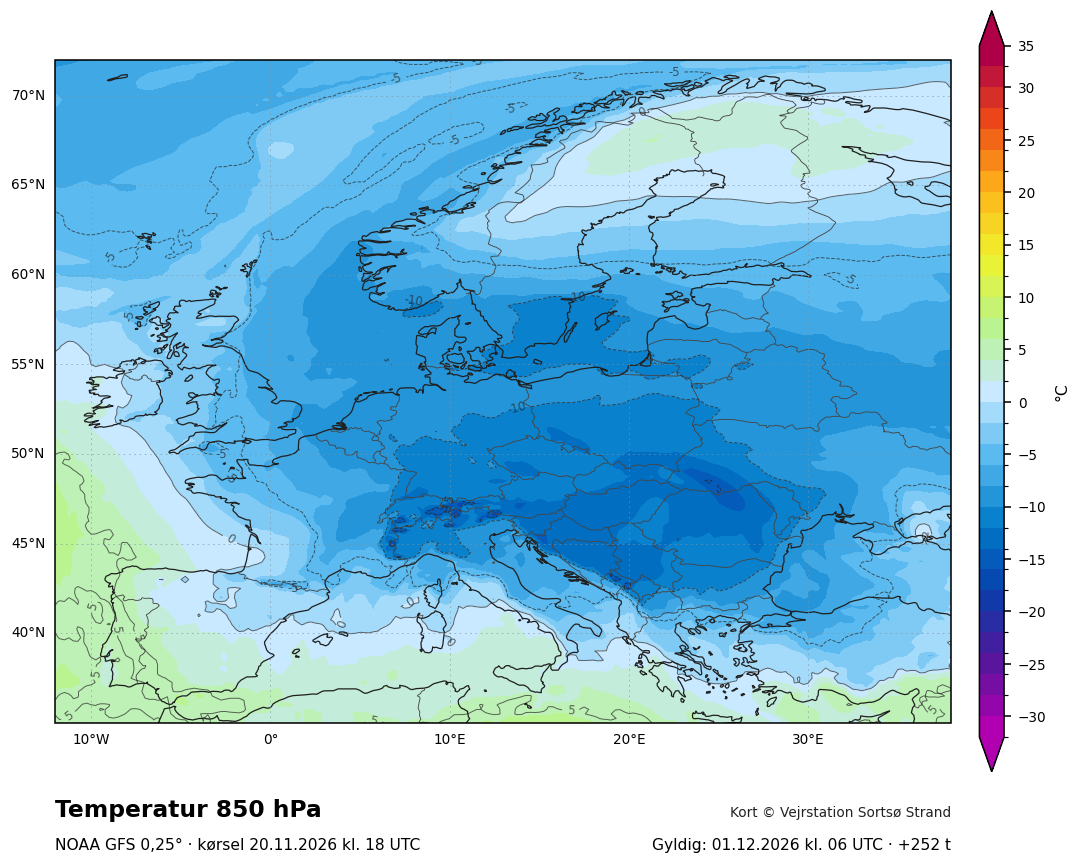 70°N
65°N
60°N
55°N
50°N
45°N
40°N
10°W
0°
10°E
20°E
30°E
35
30
25
20
15
10
5
0
−5
−10
−15
−20
−25
−30
°C
Temperatur 850 hPa
Kort © Vejrstation Sortsø Strand
NOAA GFS 0,25° · kørsel 20.11.2026 kl. 18 UTC
Gyldig: 01.12.2026 kl. 06 UTC · +252 t